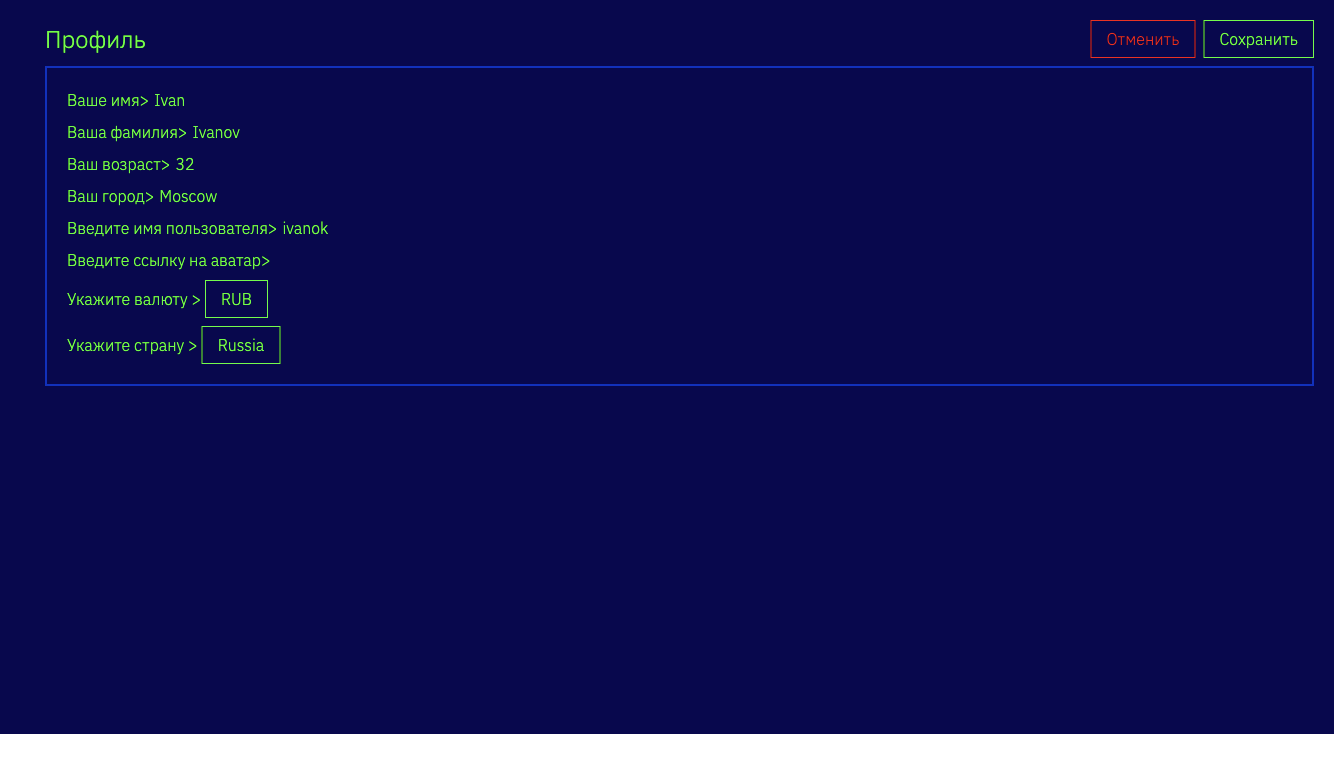 Профиль
Отменить
Сохранить
Ваше имя> Ivan
Ваша фамилия> Ivanov
Ваш возраст> 32
Ваш город> Moscow
Введите имя пользователя> ivanok
Введите ссылку на аватар>
Укажите валюту > RUB
Укажите страну > Russia